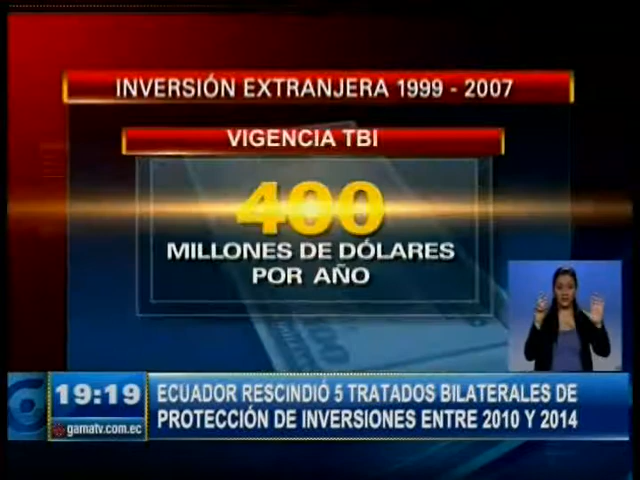 INVERSIÓN EXTRANJERA 1999 - 2007
VIGENCIA TBI
400
MILLONES DE DÓLARES
POR AÑO
19:19
gamatv.com.ec
ECUADOR RESCINDIÓ 5 TRATADOS BILATERALES DE
PROTECCIÓN DE INVERSIONES ENTRE 2010 Y 2014